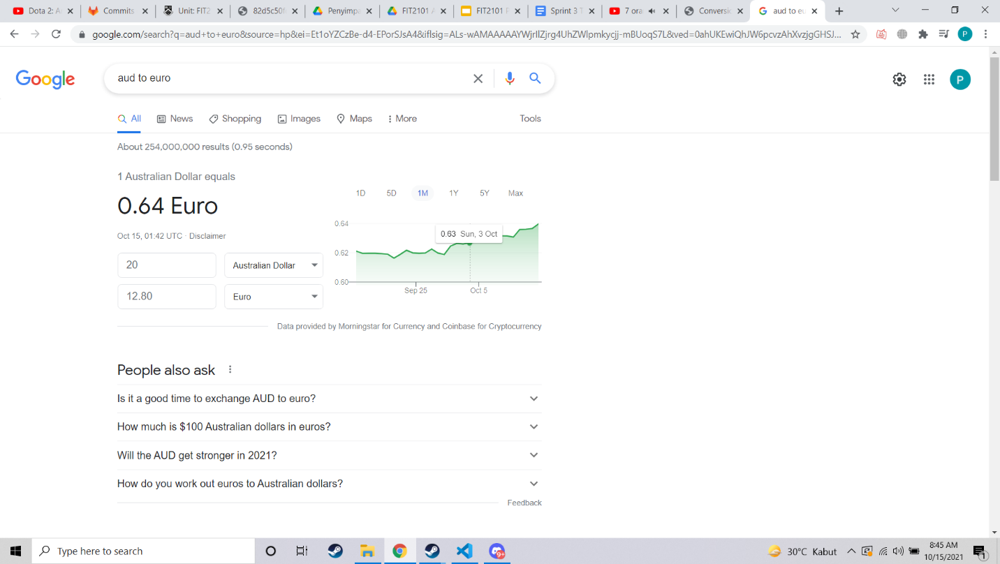 Dota 2: A
Commits
Unit: FIT2
82d5c50f
Penyimpa
FIT2101 A
FIT2101 P
Sprint 3 T
7 ora
Conversio
aud to eu
google.com/search?q=aud+to+euro&source=hp&ei=Et1oYZCzBe-d4-EPorSJsA4&iflsig=ALs-wAMAAAAAYWjrIlZjrg4UhZWlpmkycjj-mBUoqS7L&ved=0ahUKEwiQhJW6pcvzAhXvzjgGHSJ...
P
Google
aud to euro
P
All
News
Shopping
Images
Maps
More
Tools
About 254,000,000 results (0.95 seconds)
1 Australian Dollar equals
0.64 Euro
Oct 15, 01:42 UTC · Disclaimer
20
Australian Dollar
12.80
Euro
1D 5D 1M 1Y 5Y Max
0.64
0.63 Sun, 3 Oct
0.62
0.60
Sep 25 Oct 5
Data provided by Morningstar for Currency and Coinbase for Cryptocurrency
People also ask
Is it a good time to exchange AUD to euro?
How much is $100 Australian dollars in euros?
Will the AUD get stronger in 2021?
How do you work out euros to Australian dollars?
Feedback
Type here to search
9+
30°C Kabut
8:45 AM
10/15/2021
1